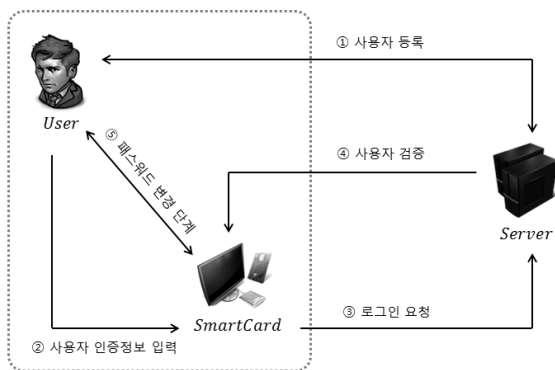 ① 사용자 등록
User
⑤ 패스워드 변경 단계
④ 사용자 검증
Server
SmartCard
③ 로그인 요청
② 사용자 인증정보 입력